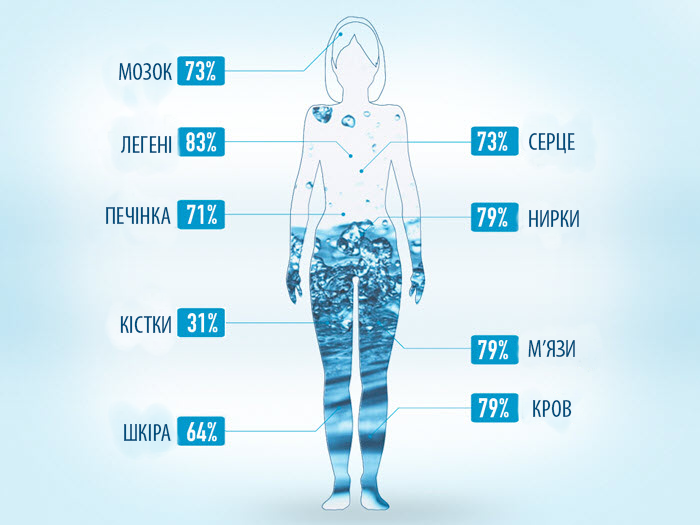 МОЗОК 73%
ЛЕГЕНІ 83%
73% СЕРЦЕ
ПЕЧІНКА 71%
79% НИРКИ
КІСТКИ 31%
79% М'ЯЗИ
79% КРОВ
ШКІРА 64%